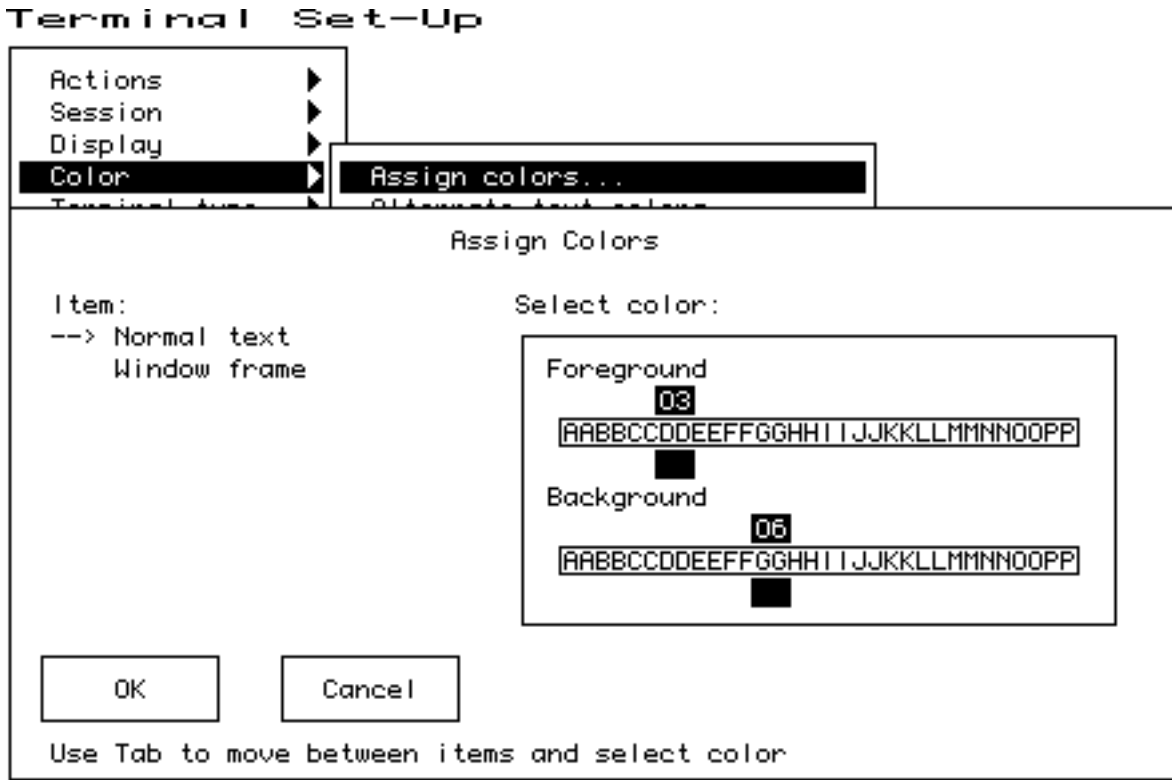 Terminal Set-Up
Actions
Session
Display
Color
Assign colors...
Assign Colors
Item:
--> Normal text
Window frame
Select color:
Foreground
03
AABBCCDDEEFFGGHHIIJJKKLLMMNNOOPP
Background
06
AABBCCDDEEFFGGHHIIJJKKLLMMNNOOPP
OK
Cancel
Use Tab to move between items and select color